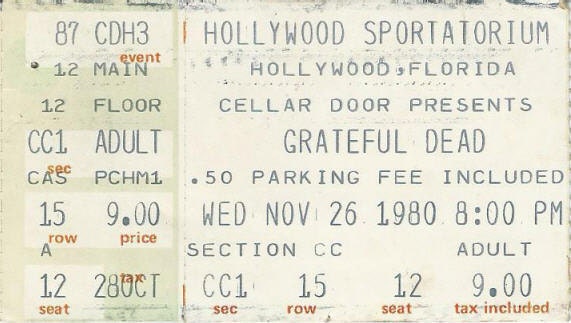 87 CDH3 HOLLYWOOD SPORTATORIUM
event
12 MAIN HOLLYWOOD, FLORIDA
12 FLOOR CELLAR DOOR PRESENTS
CC1 ADULT GRATEFUL DEAD
sec
CAS PCHM1 .50 PARKING FEE INCLUDED
15 9.00 WED NOV 26 1980 8:00 PM
row price
A SECTION CC ADULT
tax
12 28OCT CC1 15 12 9.00
seat sec row seat tax included